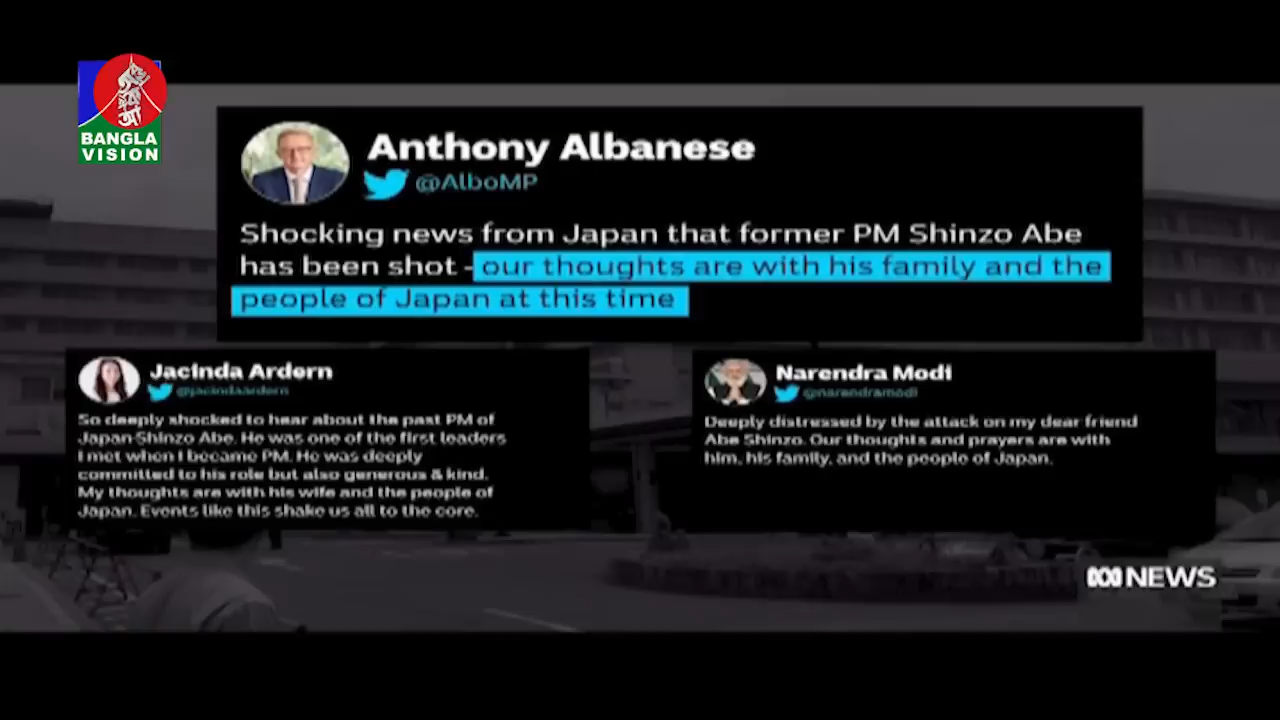 BANGLA
VISION
Anthony Albanese
@AlboMP
Shocking news from Japan that former PM Shinzo Abe
has been shot - our thoughts are with his family and the
people of Japan at this time
Jacinda Ardern
@jacindaardern
So deeply shocked to hear about the past PM of
Japan-Shinzo Abe. He was one of the first leaders
I met when I became PM. He was deeply
committed to his role but also generous & kind.
My thoughts are with his wife and the people of
Japan. Events like this shake us all to the core.
Narendra Modi
@narendramodi
Deeply distressed by the attack on my dear friend
Abe Shinzo. Our thoughts and prayers are with
him, his family, and the people of Japan.
NEWS